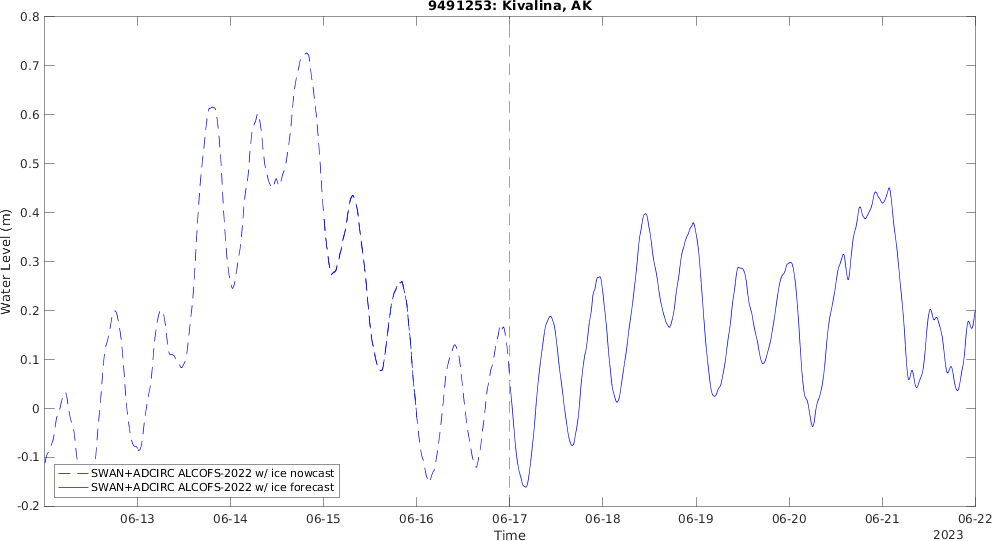 9491253: Kivalina, AK
0.8
0.7
0.6
0.5
0.4
0.3
0.2
0.1
0
-0.1
-0.2
Water Level (m)
SWAN+ADCIRC ALCOFS-2022 w/ ice nowcast
SWAN+ADCIRC ALCOFS-2022 w/ ice forecast
06-13 06-14 06-15 06-16 06-17 06-18 06-19 06-20 06-21 06-22
Time
2023